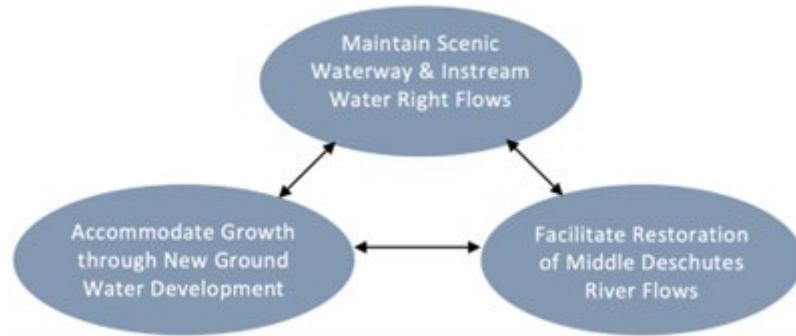 Maintain Scenic
Waterway & Instream
Water Right Flows
Accommodate Growth
through New Ground
Water Development
Facilitate Restoration
of Middle Deschutes
River Flows